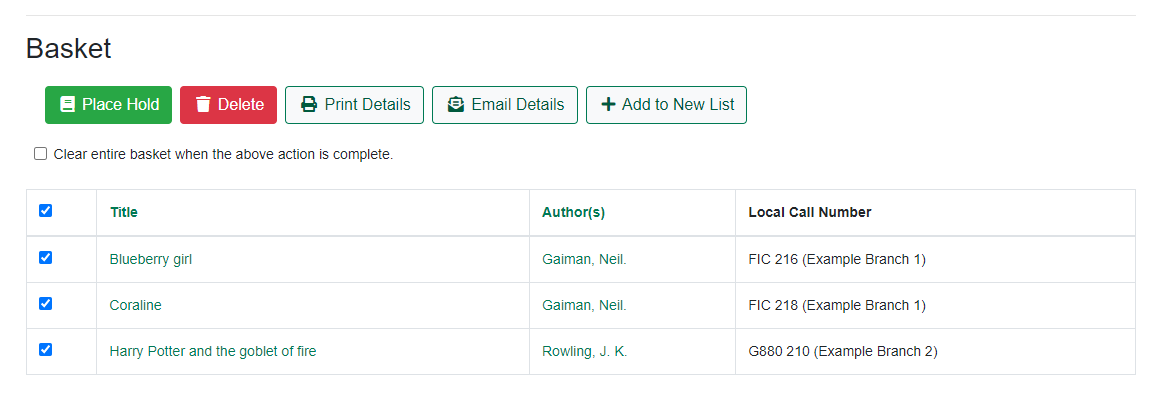 Basket
Place Hold Delete Print Details Email Details Add to New List
Clear entire basket when the above action is complete.
Title Author(s) Local Call Number
Blueberry girl Gaiman, Neil. FIC 216 (Example Branch 1)
Coraline Gaiman, Neil. FIC 218 (Example Branch 1)
Harry Potter and the goblet of fire Rowling, J. K. G880 210 (Example Branch 2)